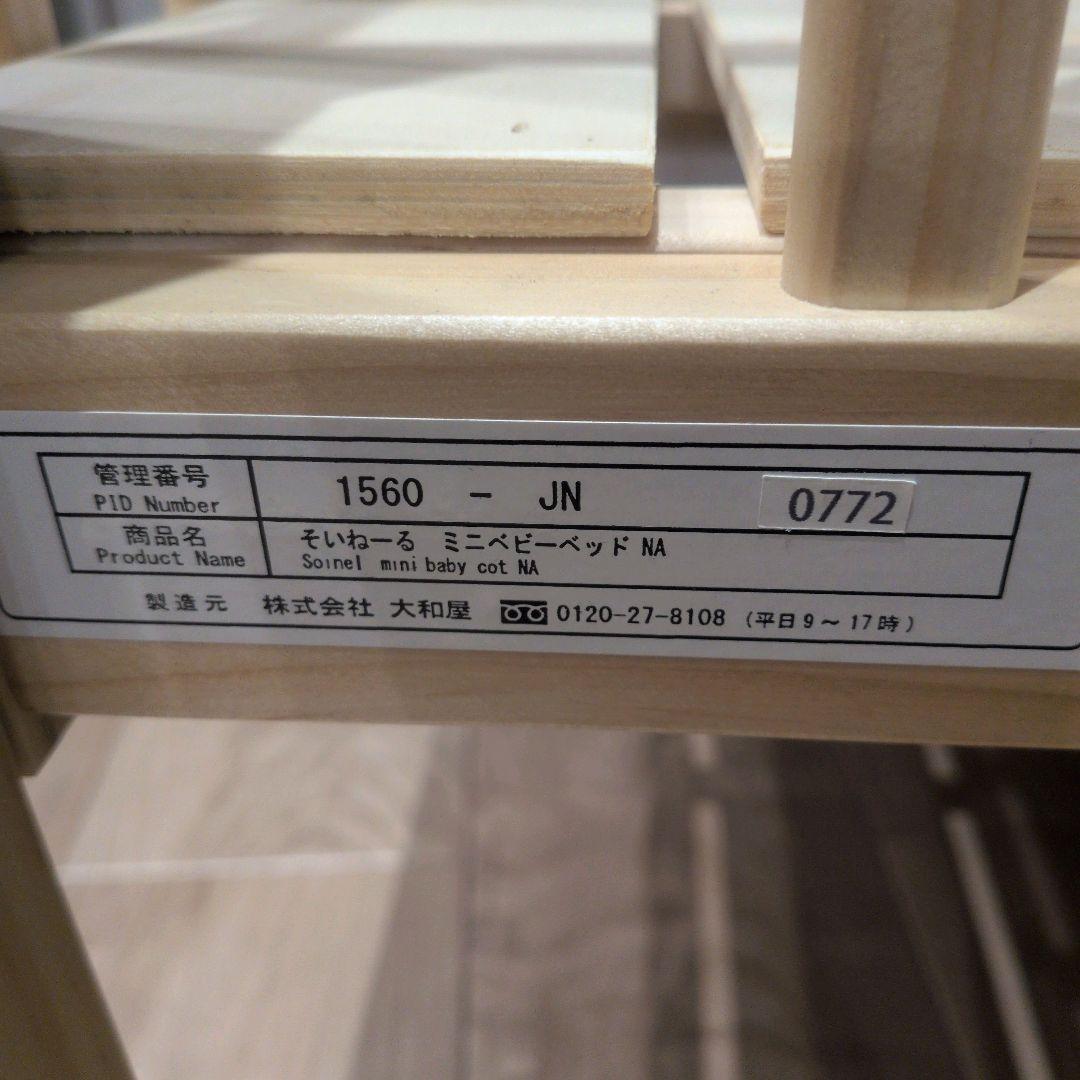 管理番号 1560 - JN 0772
PID Number
商品名 そいねーる ミニベビーベッド NA
Product Name Soinel mini baby cot NA
製造元 株式会社 大和屋 0120-27-8108 (平日9～17時)